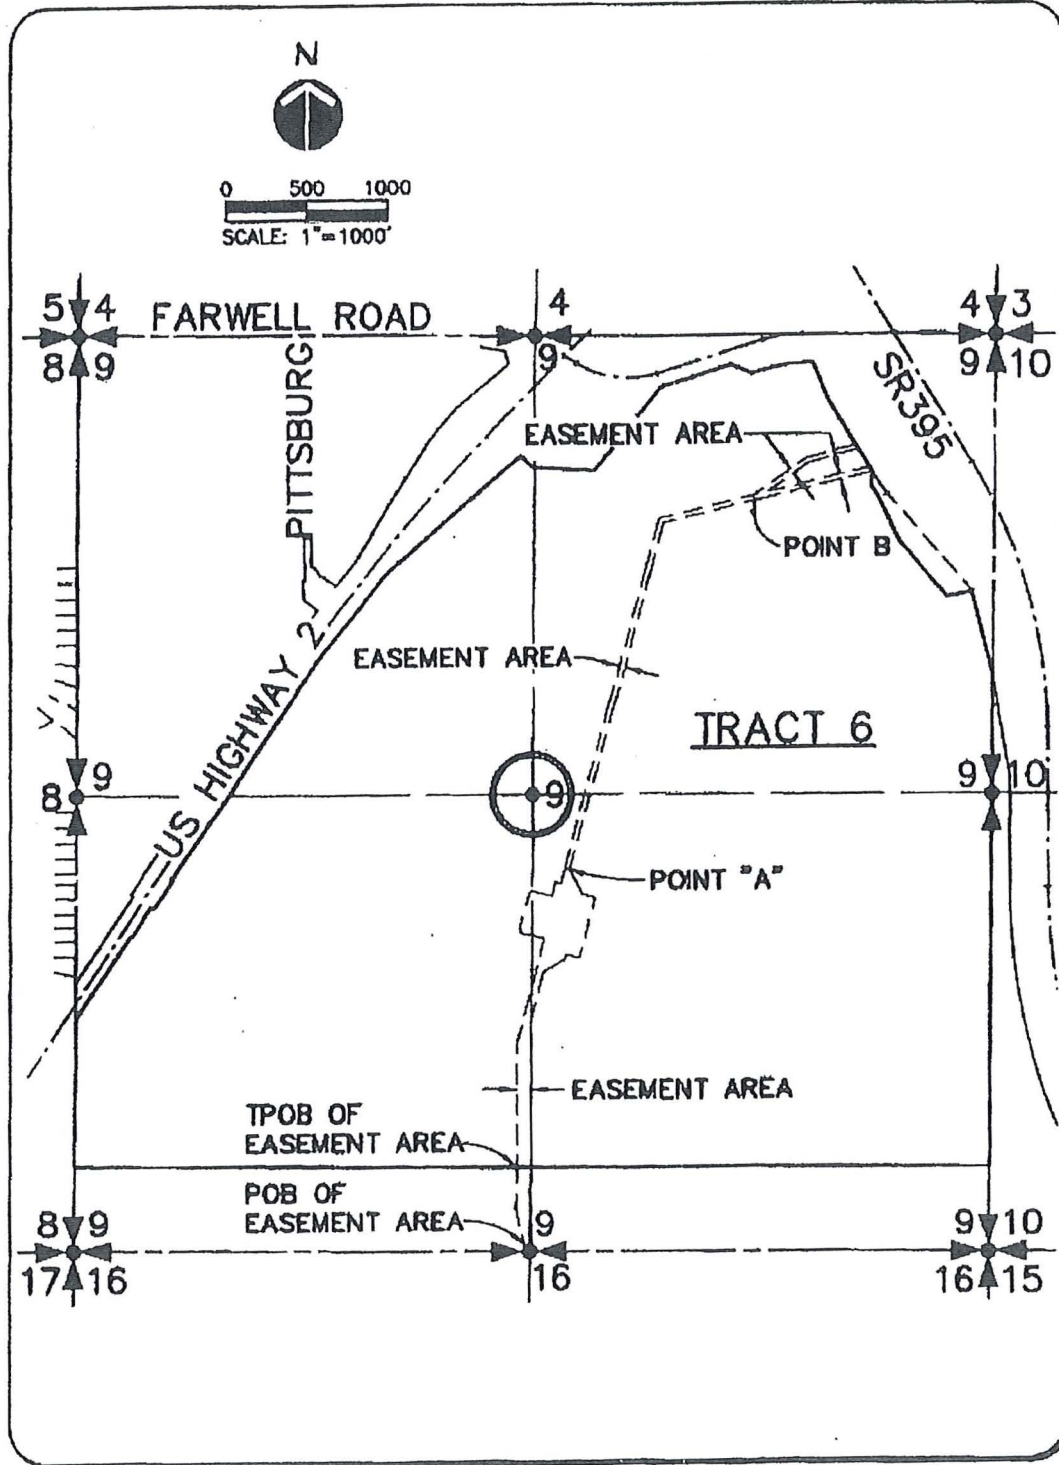 N
0 500 1000
SCALE: 1"=1000'
5 4
FARWELL ROAD
4
4 3
8 9
9
9 10
PITTSBURG
SR395
EASEMENT AREA
POINT B
EASEMENT AREA
US HIGHWAY 2
TRACT 6
8 9
9
9 10
POINT "A"
EASEMENT AREA
TPOB OF
EASEMENT AREA
POB OF
EASEMENT AREA
8 9
9
9 10
17 16
16
16 15